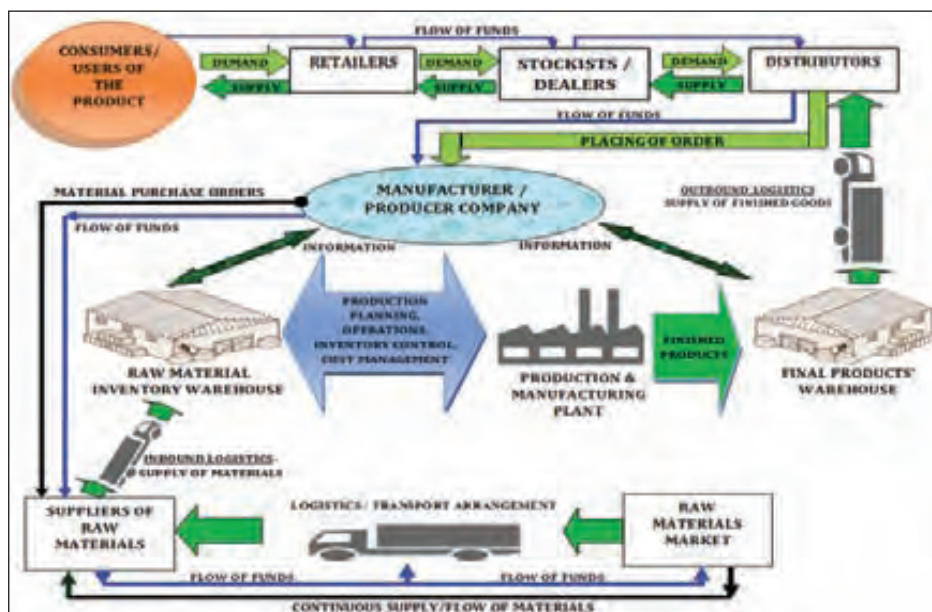 FLOW OF FUNDS
CONSUMERS/
USERS OF
THE
PRODUCT
DEMAND
SUPPLY
RETAILERS
DEMAND
SUPPLY
STOCKISTS /
DEALERS
DEMAND
SUPPLY
DISTRIBUTORS
FLOW OF FUNDS
PLACING OF ORDER
MATERIAL PURCHASE ORDERS
MANUFACTURER /
PRODUCER COMPANY
OUTBOUND LOGISTICS
SUPPLY OF FINISHED GOODS
FLOW OF FUNDS
INFORMATION
INFORMATION
PRODUCTION
PLANNING,
OPERATIONS,
INVENTORY CONTROL,
COST MANAGEMENT
FINISHED
PRODUCTS
RAW MATERIAL
INVENTORY WAREHOUSE
PRODUCTION &
MANUFACTURING
PLANT
FINAL PRODUCTS'
WAREHOUSE
INBOUND LOGISTICS-
SUPPLY OF MATERIALS
SUPPLIERS OF
RAW
MATERIALS
LOGISTICS/ TRANSPORT ARRANGEMENT
RAW
MATERIALS
MARKET
FLOW OF FUNDS
FLOW OF FUNDS
CONTINUOUS SUPPLY/FLOW OF MATERIALS